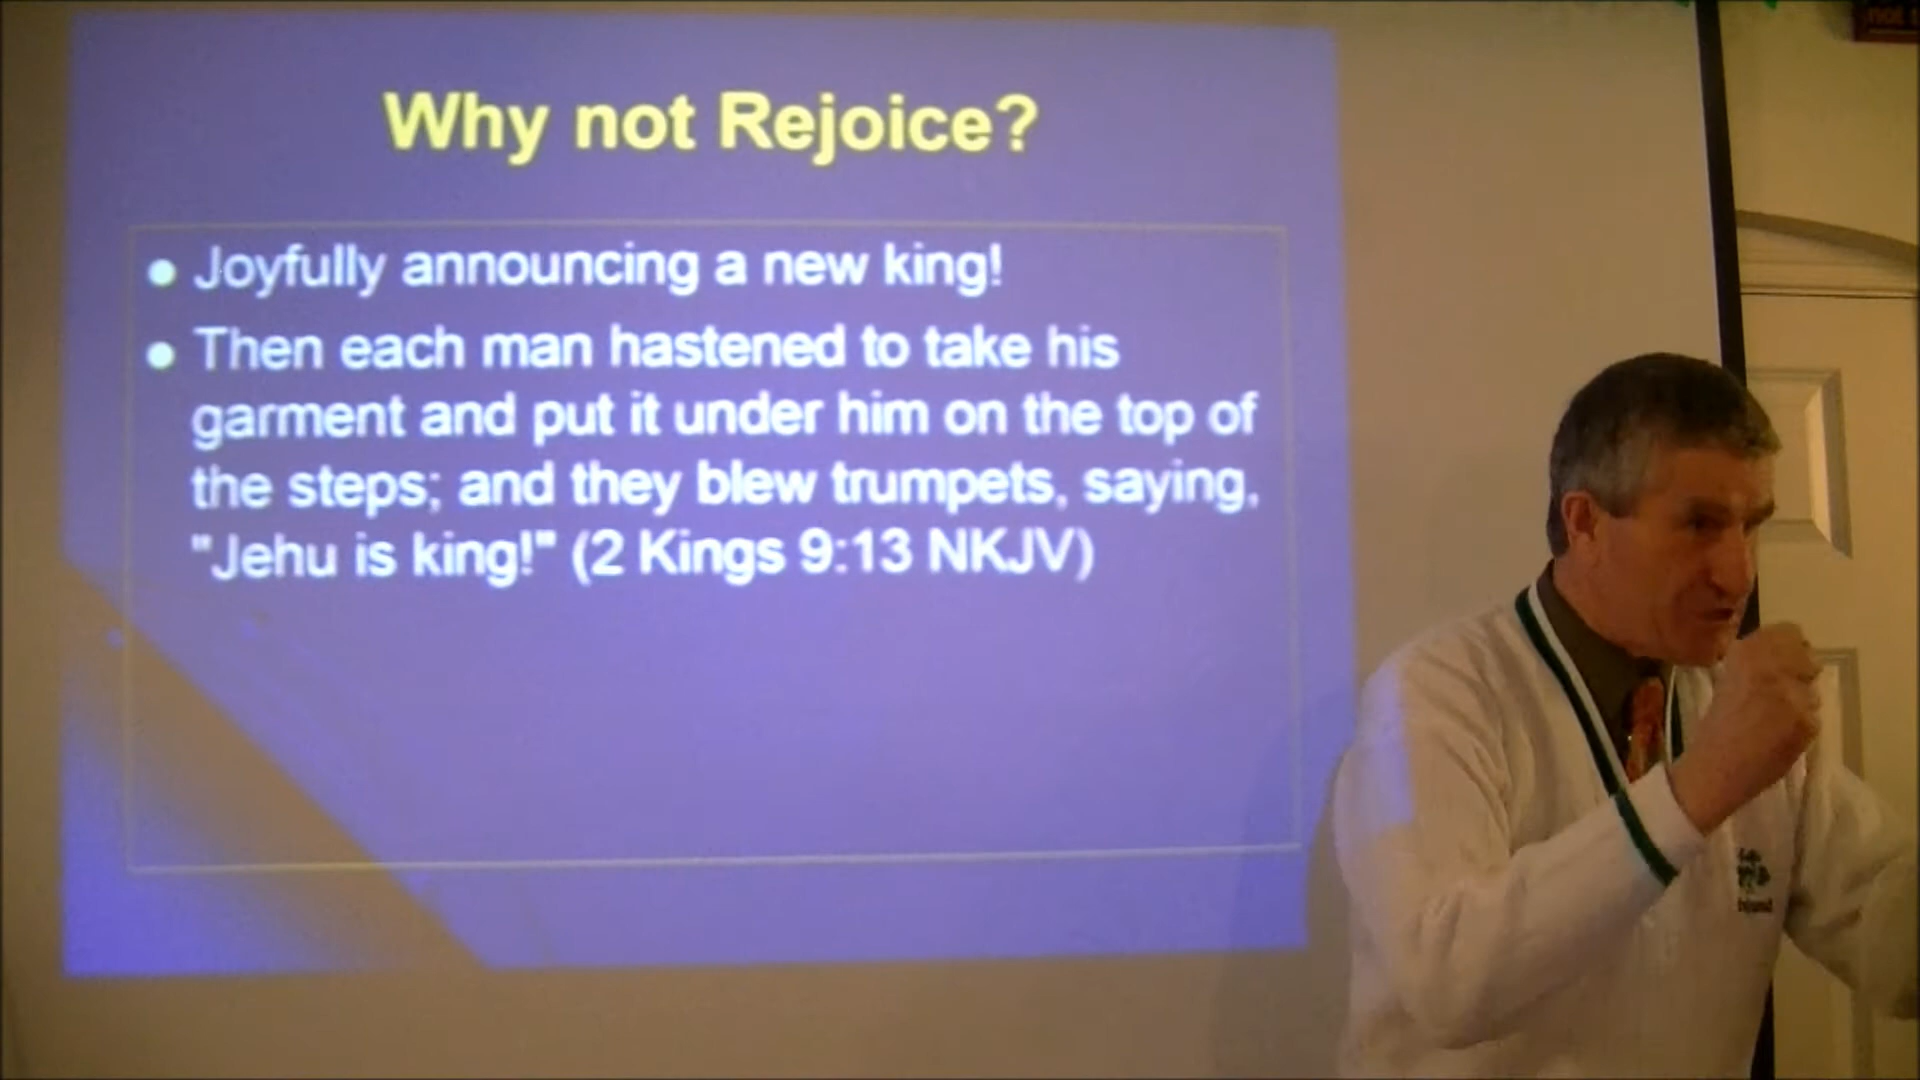 not
Why not Rejoice?
• Joyfully announcing a new king!
• Then each man hastened to take his
garment and put it under him on the top of
the steps; and they blew trumpets, saying,
"Jehu is king!" (2 Kings 9:13 NKJV)